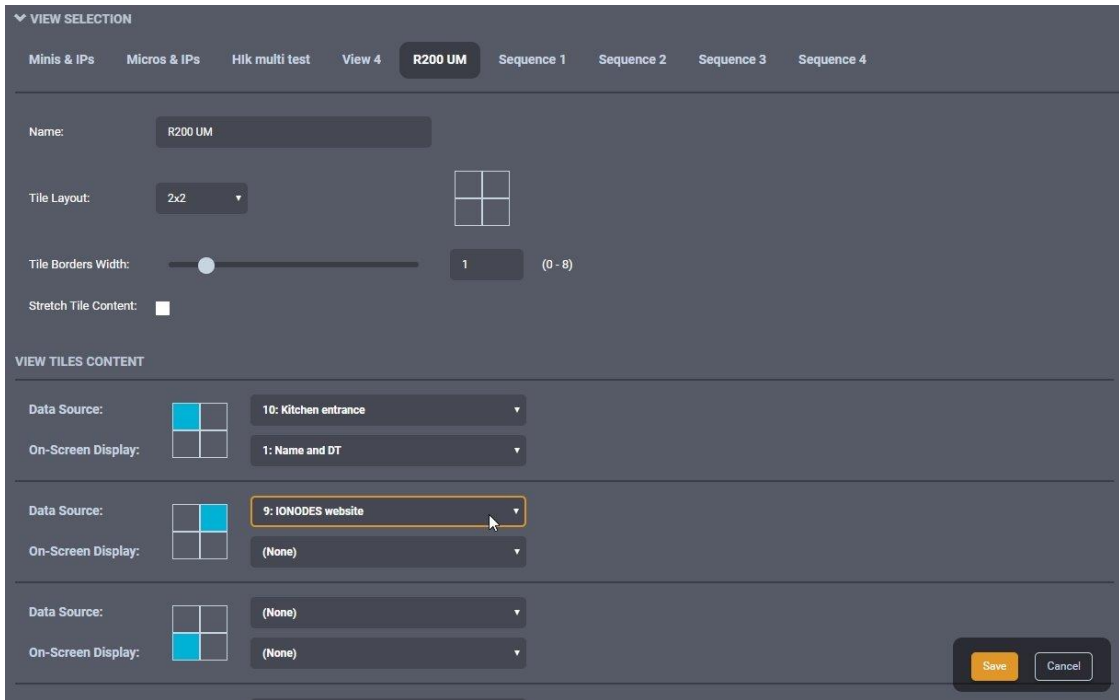 VIEW SELECTION
Minis & IPs Micros & IPs HIk multi test View 4 R200 UM Sequence 1 Sequence 2 Sequence 3 Sequence 4
Name: R200 UM
Tile Layout: 2x2
Tile Borders Width: 1 (0 - 8)
Stretch Tile Content:
VIEW TILES CONTENT
Data Source: 10: Kitchen entrance
On-Screen Display: 1: Name and DT
Data Source: 9: IONODES website
On-Screen Display: (None)
Data Source: (None)
On-Screen Display: (None)
Save Cancel